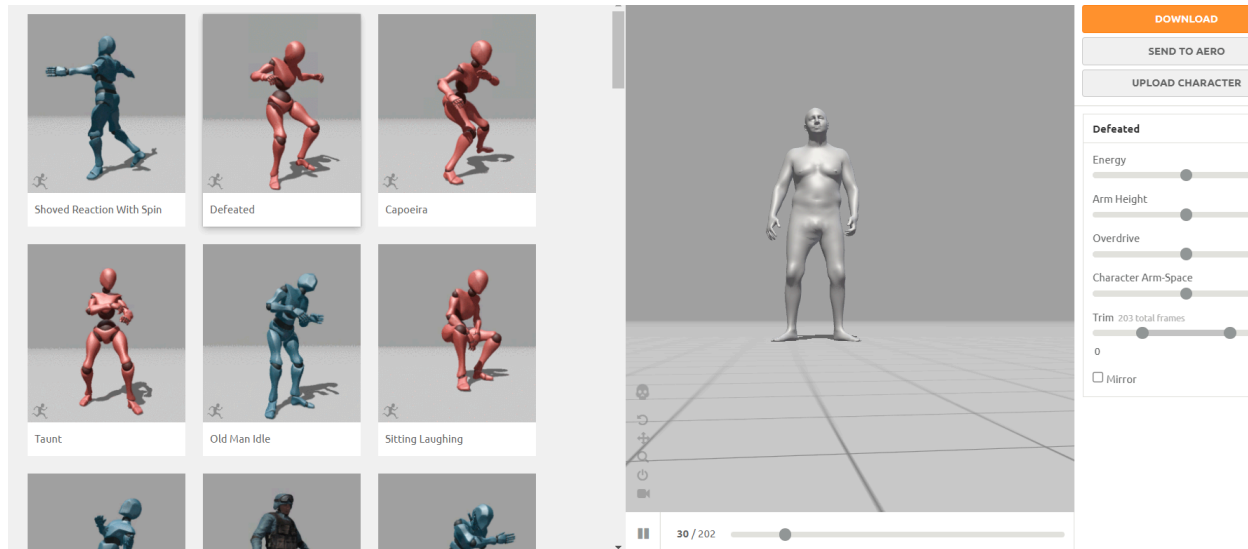 Shoved Reaction With Spin
Defeated
Capoeira
Taunt
Old Man Idle
Sitting Laughing
30 / 202
DOWNLOAD
SEND TO AERO
UPLOAD CHARACTER
Defeated
Energy
Arm Height
Overdrive
Character Arm-Space
Trim 203 total frames
0
Mirror